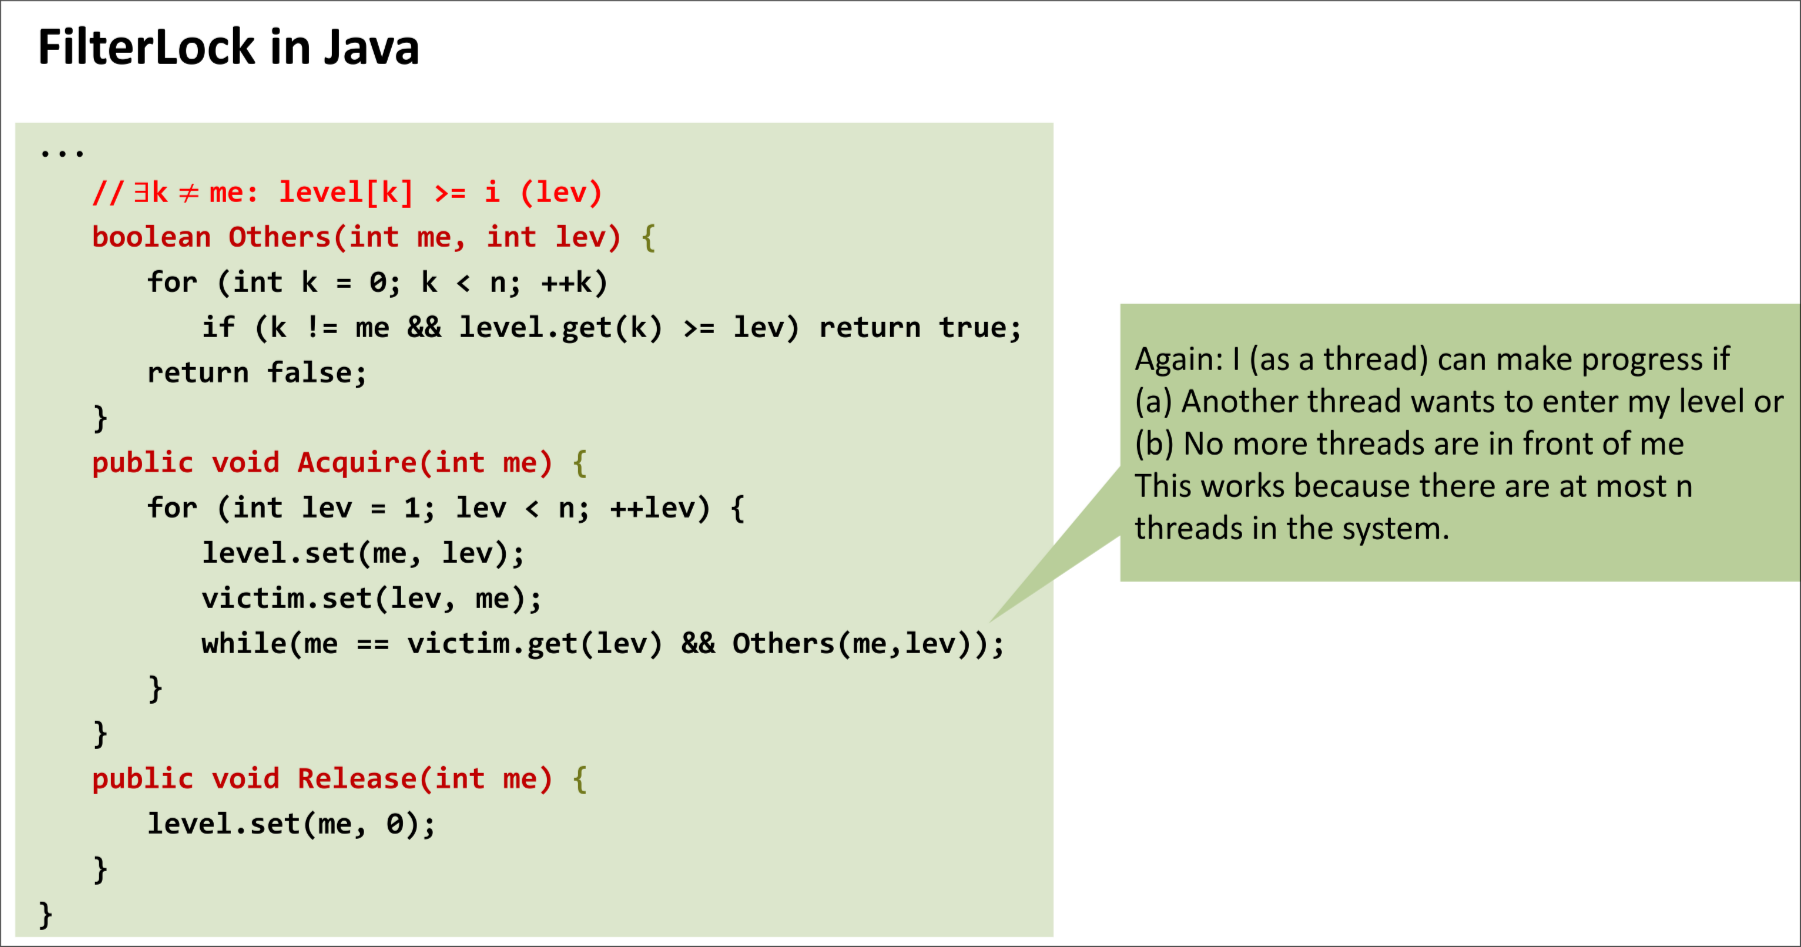 FilterLock in Java
...
// ∃k ≠ me: level[k] >= i (lev)
boolean Others(int me, int lev) {
for (int k = 0; k < n; ++k)
if (k != me && level.get(k) >= lev) return true;
return false;
}
public void Acquire(int me) {
for (int lev = 1; lev < n; ++lev) {
level.set(me, lev);
victim.set(lev, me);
while(me == victim.get(lev) && Others(me,lev));
}
}
public void Release(int me) {
level.set(me, 0);
}
}
Again: I (as a thread) can make progress if
(a) Another thread wants to enter my level or
(b) No more threads are in front of me
This works because there are at most n
threads in the system.